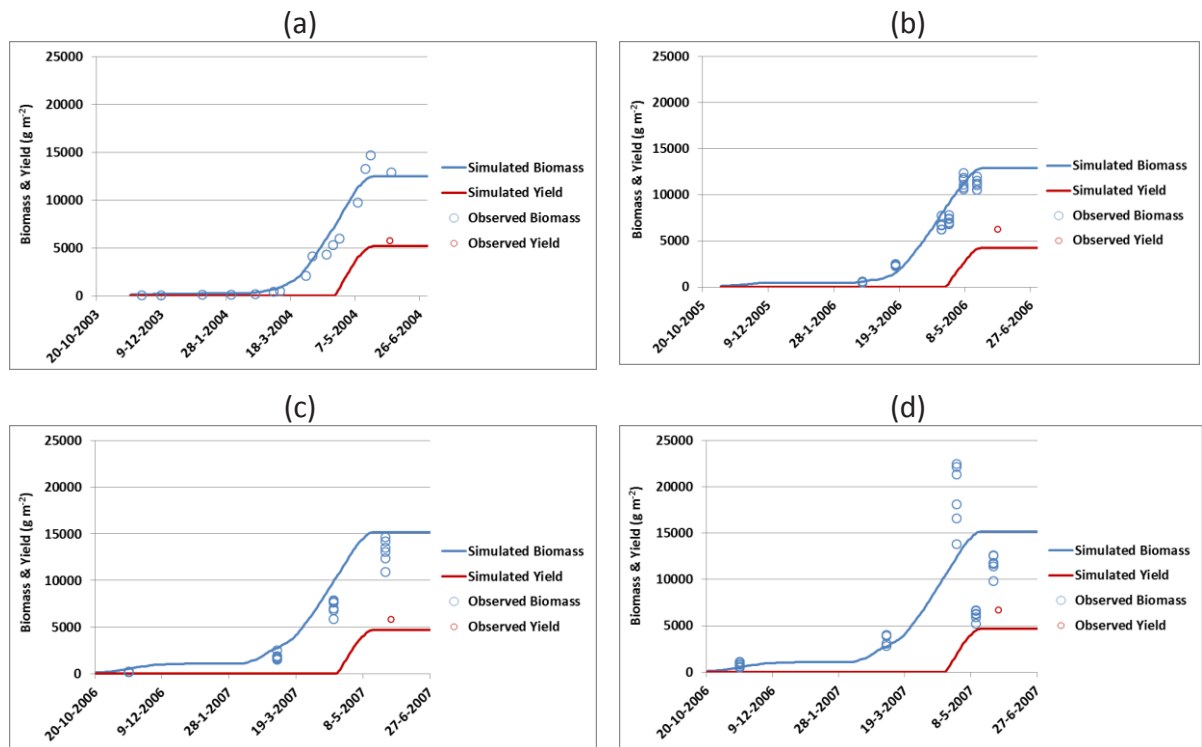 (a)
25000
20000
15000
10000
5000
0
Biomass & Yield (g m⁻²)
20-10-2003
9-12-2003
28-1-2004
18-3-2004
7-5-2004
26-6-2004
Simulated Biomass
Simulated Yield
Observed Biomass
Observed Yield
(b)
25000
20000
15000
10000
5000
0
Biomass & Yield (g m⁻²)
20-10-2005
9-12-2005
28-1-2006
19-3-2006
8-5-2006
27-6-2006
Simulated Biomass
Simulated Yield
Observed Biomass
Observed Yield
(c)
25000
20000
15000
10000
5000
0
Biomass & Yield (g m⁻²)
20-10-2006
9-12-2006
28-1-2007
19-3-2007
8-5-2007
27-6-2007
Simulated Biomass
Simulated Yield
Observed Biomass
Observed Yield
(d)
25000
20000
15000
10000
5000
0
Biomass & Yield (g m⁻²)
20-10-2006
9-12-2006
28-1-2007
19-3-2007
8-5-2007
27-6-2007
Simulated Biomass
Simulated Yield
Observed Biomass
Observed Yield